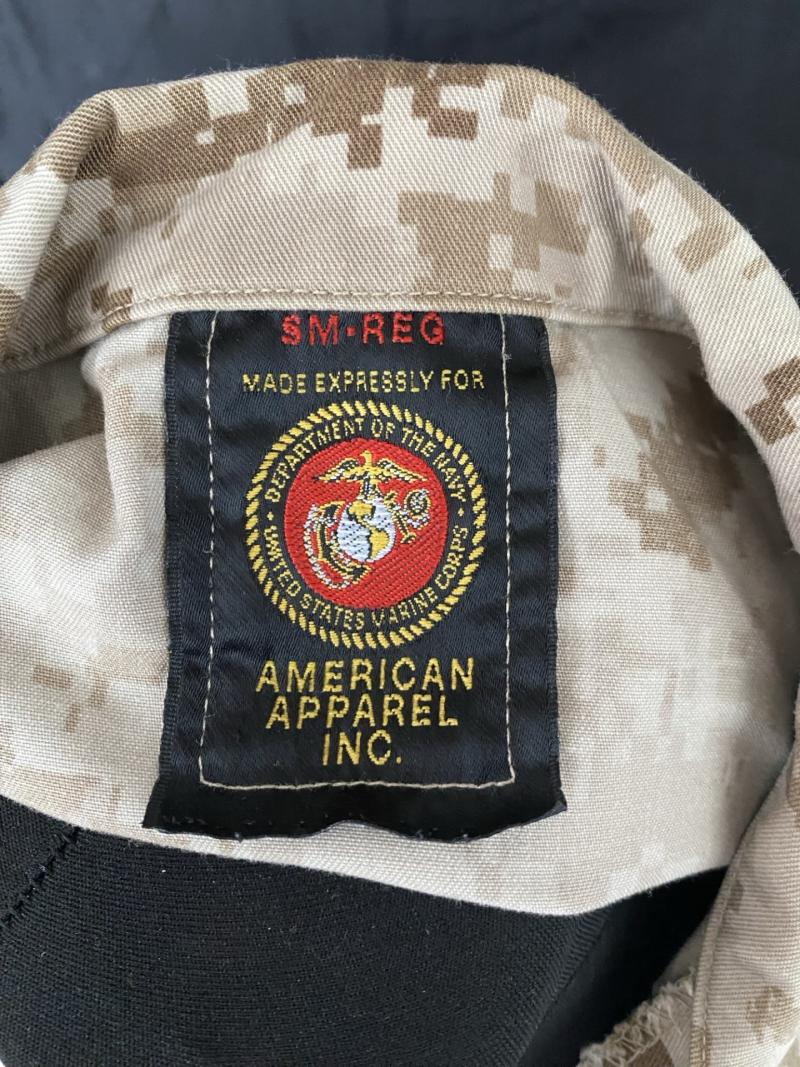 SM-REG
MADE EXPRESSLY FOR
DEPARTMENT OF THE NAVY
UNITED STATES MARINE CORPS
AMERICAN
APPAREL
INC.